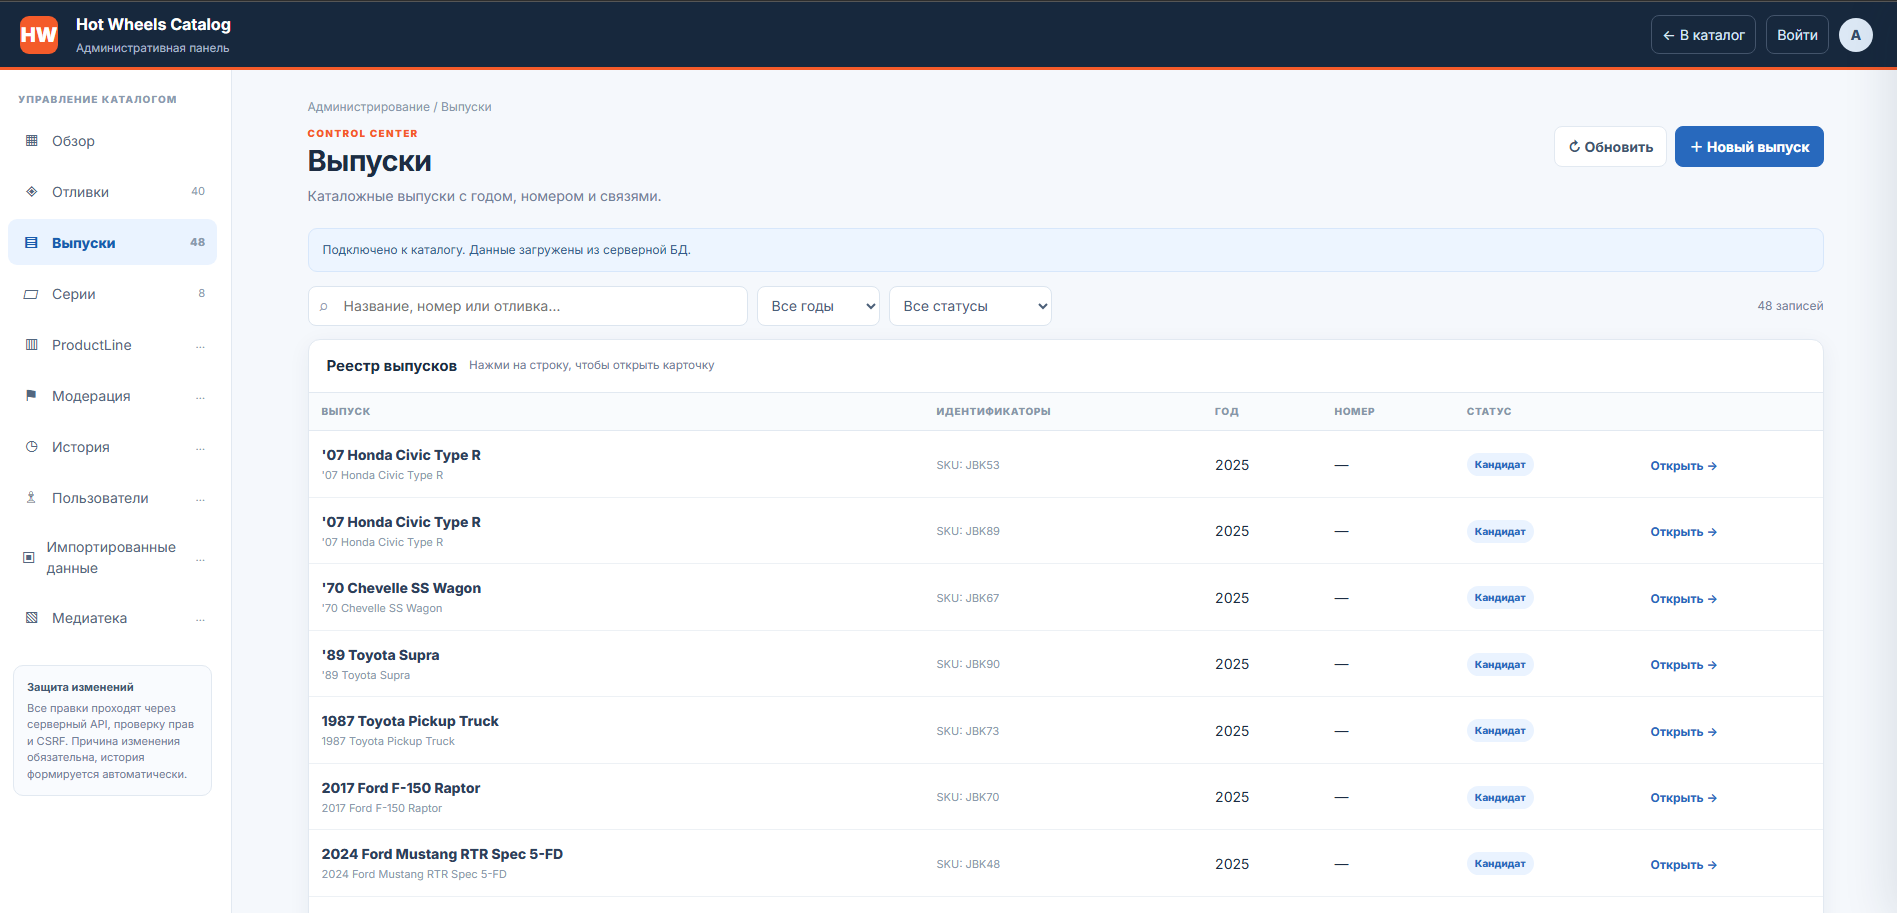 HW
Hot Wheels Catalog
Административная панель
← В каталог
Войти
A
УПРАВЛЕНИЕ КАТАЛОГОМ
Обзор
Отливки 40
Выпуски 48
Серии 8
ProductLine ...
Модерация ...
История ...
Пользователи ...
Импортированные данные ...
Медиатека ...
Защита изменений
Все правки проходят через
серверный API, проверку прав
и CSRF. Причина изменения
обязательна, история
формируется автоматически.
Администрирование / Выпуски
CONTROL CENTER
Выпуски
Каталожные выпуски с годом, номером и связями.
↻ Обновить
+ Новый выпуск
Подключено к каталогу. Данные загружены из серверной БД.
Название, номер или отливка...
Все годы
Все статусы
48 записей
Реестр выпусков Нажми на строку, чтобы открыть карточку
ВЫПУСК ИДЕНТИФИКАТОРЫ ГОД НОМЕР СТАТУС
'07 Honda Civic Type R
'07 Honda Civic Type R
SKU: JBK53 2025 — Кандидат Открыть →
'07 Honda Civic Type R
'07 Honda Civic Type R
SKU: JBK89 2025 — Кандидат Открыть →
'70 Chevelle SS Wagon
'70 Chevelle SS Wagon
SKU: JBK67 2025 — Кандидат Открыть →
'89 Toyota Supra
'89 Toyota Supra
SKU: JBK90 2025 — Кандидат Открыть →
1987 Toyota Pickup Truck
1987 Toyota Pickup Truck
SKU: JBK73 2025 — Кандидат Открыть →
2017 Ford F-150 Raptor
2017 Ford F-150 Raptor
SKU: JBK70 2025 — Кандидат Открыть →
2024 Ford Mustang RTR Spec 5-FD
2024 Ford Mustang RTR Spec 5-FD
SKU: JBK48 2025 — Кандидат Открыть →